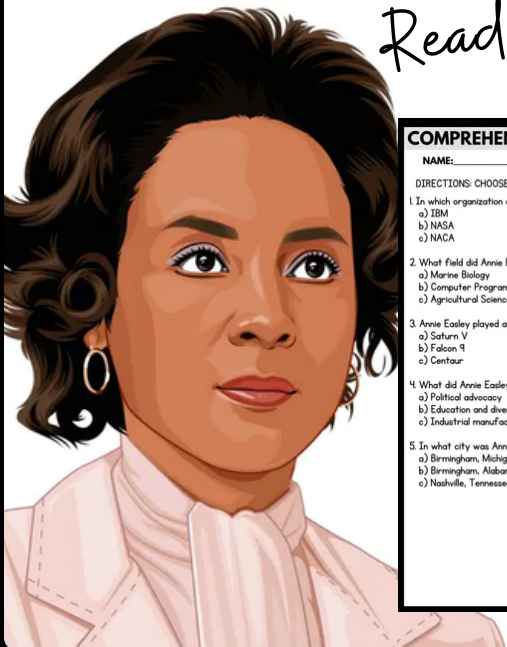 Read
COMPREHE
NAME:
DIRECTIONS: CHOOSE
1. In which organization
a) IBM
b) NASA
c) NACA
2. What field did Annie
a) Marine Biology
b) Computer Program
c) Agricultural Science
3. Annie Easley played a
a) Saturn V
b) Falcon 9
c) Centaur
4. What did Annie Easley
a) Political advocacy
b) Education and dive
c) Industrial manufac
5. In what city was Ann
a) Birmingham, Michig
b) Birmingham, Alabar
c) Nashville, Tennesse